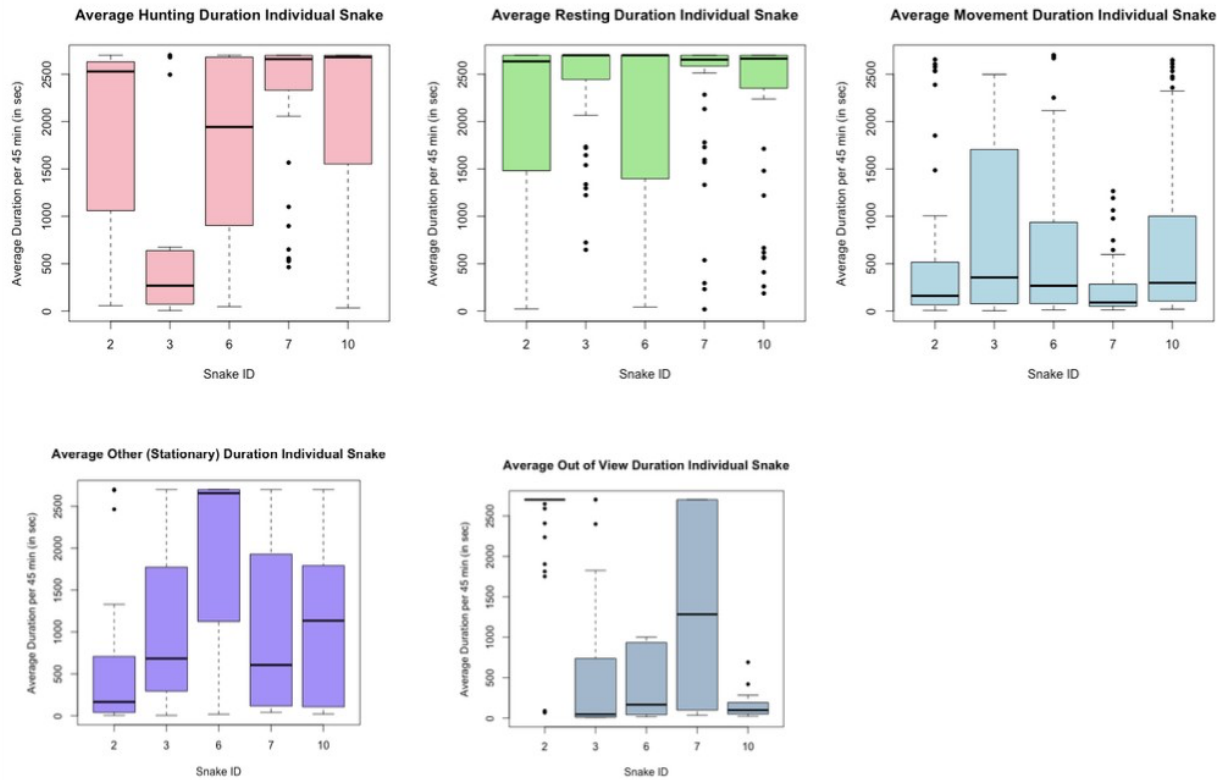 Average Hunting Duration Individual Snake
Average Duration per 45 min (in sec)
2500
2000
1500
1000
500
0
2 3 6 7 10
Snake ID
Average Resting Duration Individual Snake
Average Duration per 45 min (in sec)
2500
2000
1500
1000
500
0
2 3 6 7 10
Snake ID
Average Movement Duration Individual Snake
Average Duration per 45 min (in sec)
2500
2000
1500
1000
500
0
2 3 6 7 10
Snake ID
Average Other (Stationary) Duration Individual Snake
Average Duration per 45 min (in sec)
2500
2000
1500
1000
500
0
2 3 6 7 10
Snake ID
Average Out of View Duration Individual Snake
Average Duration per 45 min (in sec)
2500
2000
1500
1000
500
0
2 3 6 7 10
Snake ID